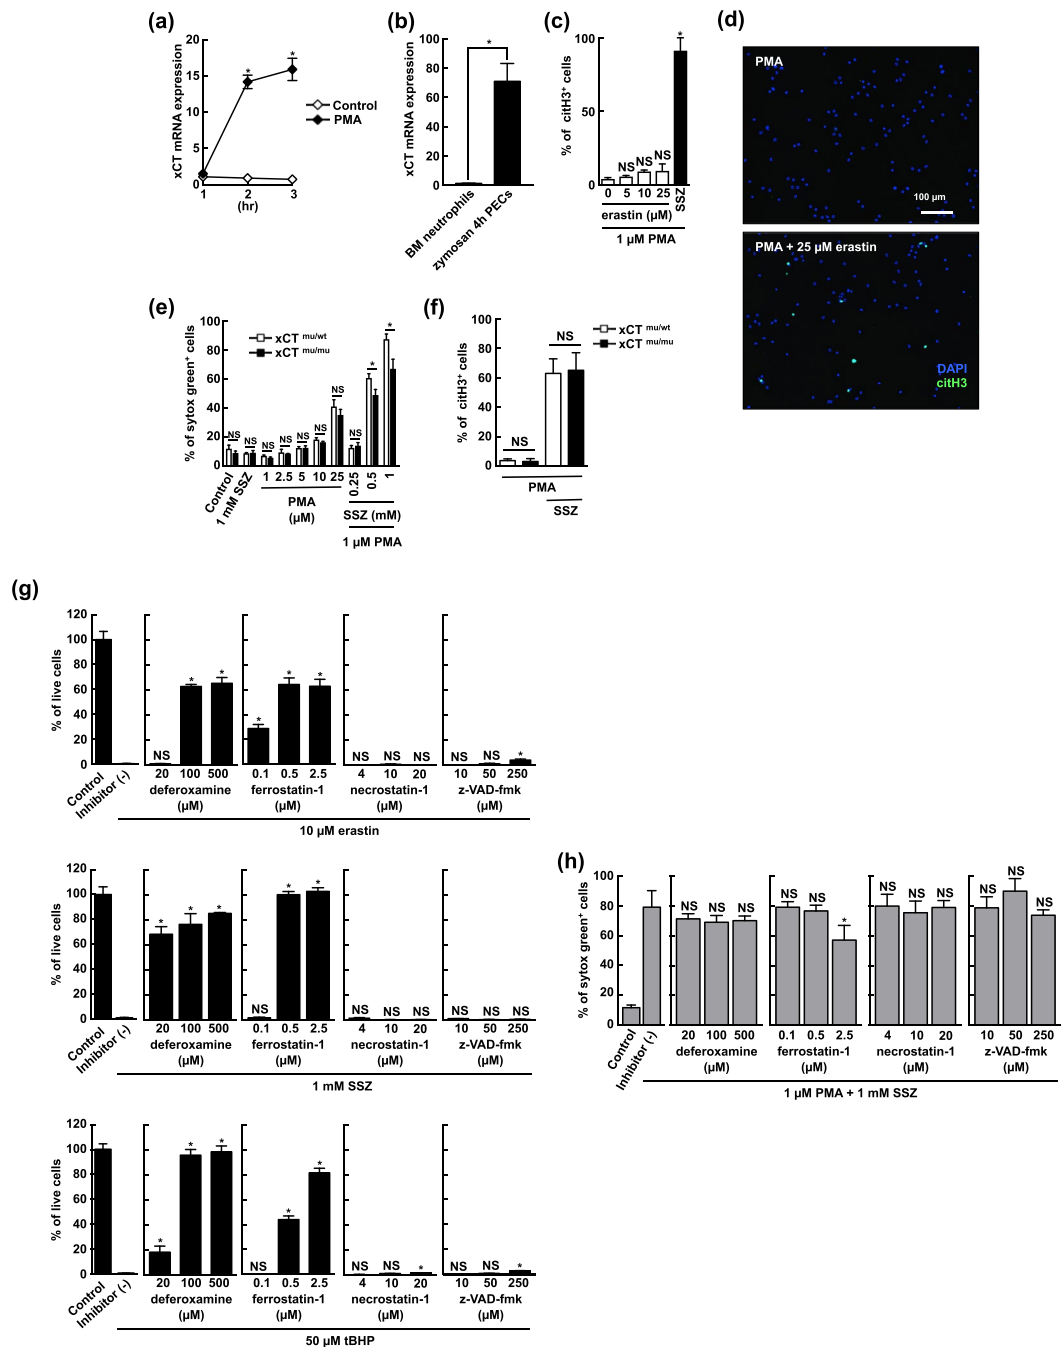 (a)
xCT mRNA expression
20
15
10
5
0
* *
1 2 3
(hr)
Control
PMA
(b)
xCT mRNA expression
100
80
60
40
20
0
*
BM neutrophils
zymosan 4h PECs
(c)
% of citH3+ cells
100
50
0
NS NS NS *
0 5 10 25 SSZ
erastin (µM)
1 µM PMA
(d)
PMA
100 µm
PMA + 25 µM erastin
DAPI
citH3
(e)
% of sytox green+ cells
100
80
60
40
20
0
xCT mu/wt
xCT mu/mu
NS NS NS NS NS NS NS NS * *
Control
1 mM SSZ
1 2.5 5 10 25 0.25 0.5 1
PMA
(µM)
SSZ (mM)
1 µM PMA
(f)
% of citH3+ cells
100
80
60
40
20
0
xCT mu/wt
xCT mu/mu
NS NS
PMA
SSZ
(g)
% of live cells
120
100
80
60
40
20
0
NS * * * * * NS NS NS NS NS *
Control
Inhibitor (-)
20 100 500 0.1 0.5 2.5 4 10 20 10 50 250
deferoxamine ferrostatin-1 necrostatin-1 z-VAD-fmk
(µM) (µM) (µM) (µM)
10 µM erastin
% of live cells
120
100
80
60
40
20
0
* * * NS * * NS NS NS NS NS NS
Control
Inhibitor (-)
20 100 500 0.1 0.5 2.5 4 10 20 10 50 250
deferoxamine ferrostatin-1 necrostatin-1 z-VAD-fmk
(µM) (µM) (µM) (µM)
1 mM SSZ
% of live cells
120
100
80
60
40
20
0
* * * NS * * NS NS * NS NS *
Control
Inhibitor (-)
20 100 500 0.1 0.5 2.5 4 10 20 10 50 250
deferoxamine ferrostatin-1 necrostatin-1 z-VAD-fmk
(µM) (µM) (µM) (µM)
50 µM tBHP
(h)
% of sytox green+ cells
100
80
60
40
20
0
NS NS NS NS NS * NS NS NS NS NS NS
Control
Inhibitor (-)
20 100 500 0.1 0.5 2.5 4 10 20 10 50 250
deferoxamine ferrostatin-1 necrostatin-1 z-VAD-fmk
(µM) (µM) (µM) (µM)
1 µM PMA + 1 mM SSZ